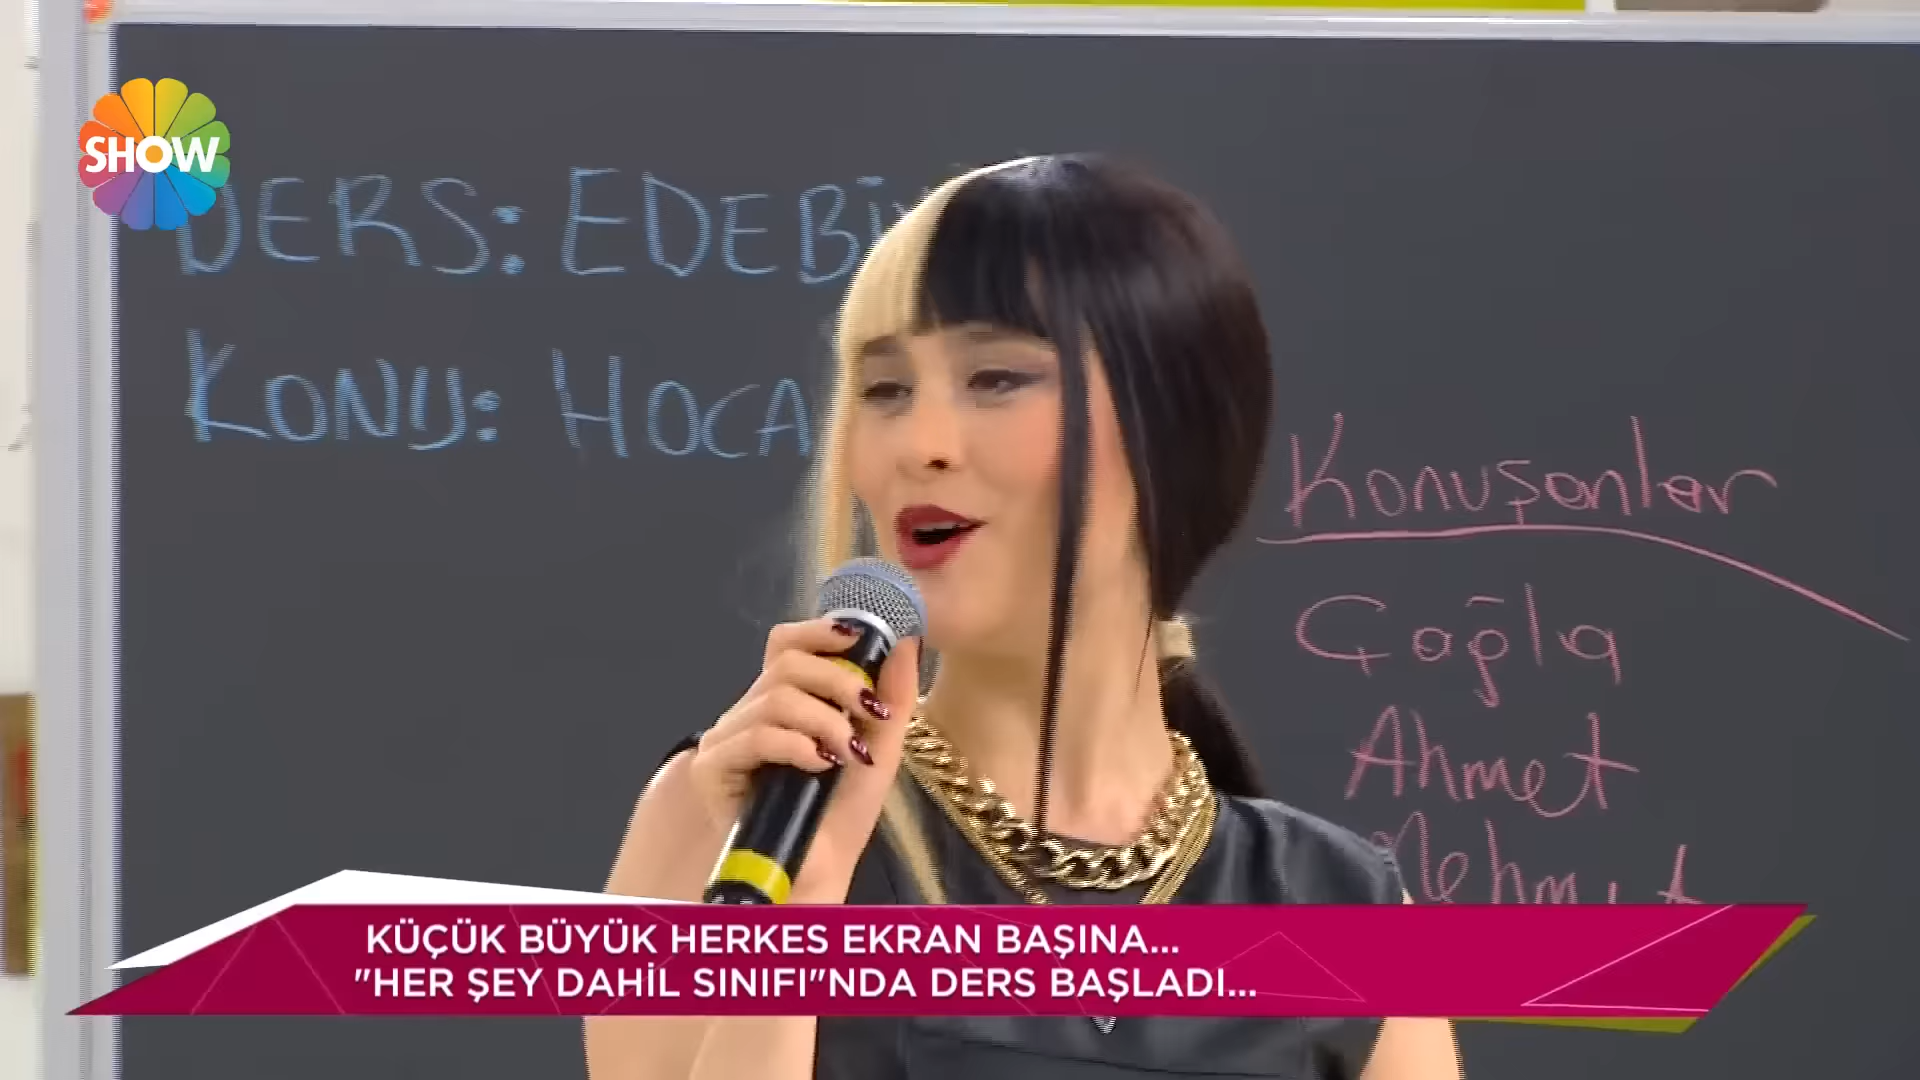 SHOW
DERS: EDEBİ
KONU: HOCA
Konuşanlar
Çağla
Ahmet
KÜÇÜK BÜYÜK HERKES EKRAN BAŞINA...
"HER ŞEY DAHİL SINIFI"NDA DERS BAŞLADI...